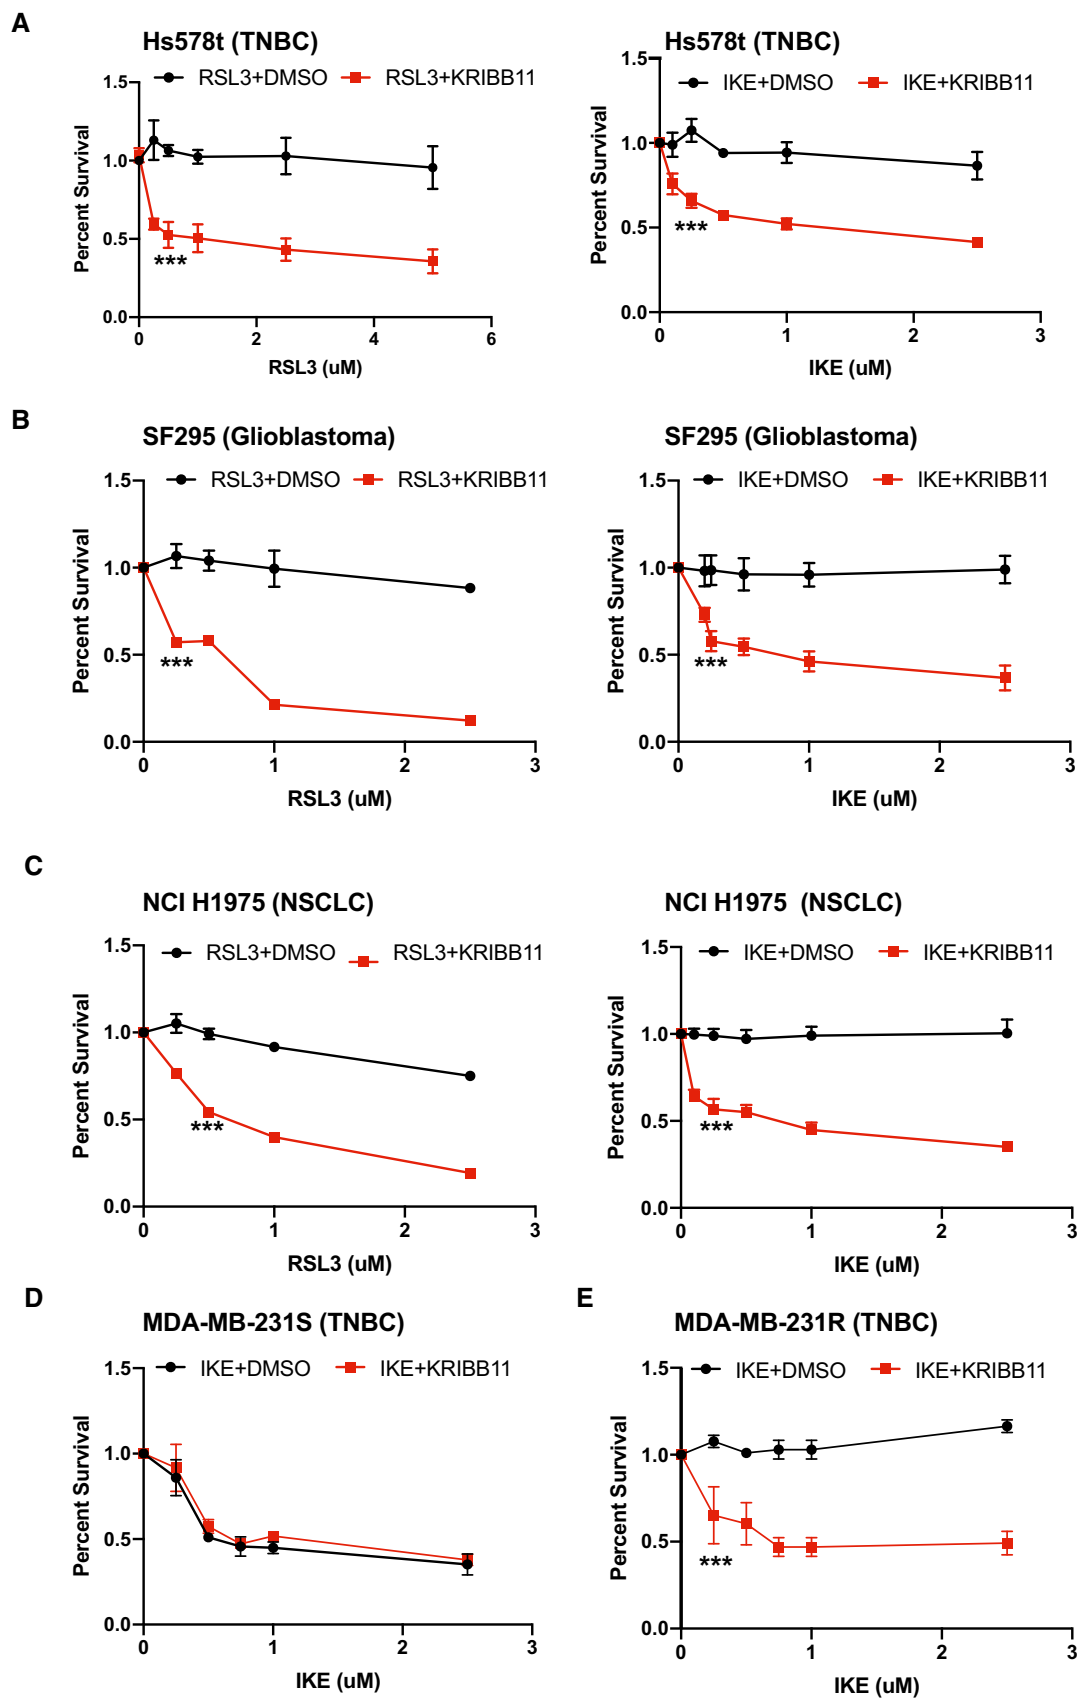 A
Hs578t (TNBC)
RSL3+DMSO RSL3+KRIBB11
Percent Survival
1.5
1.0
0.5
0.0
***
0 2 4 6
RSL3 (uM)
Hs578t (TNBC)
IKE+DMSO IKE+KRIBB11
Percent Survival
1.5
1.0
0.5
0.0
***
0 1 2 3
IKE (uM)
B
SF295 (Glioblastoma)
RSL3+DMSO RSL3+KRIBB11
Percent Survival
1.5
1.0
0.5
0.0
***
0 1 2 3
RSL3 (uM)
SF295 (Glioblastoma)
IKE+DMSO IKE+KRIBB11
Percent Survival
1.5
1.0
0.5
0.0
***
0 1 2 3
IKE (uM)
C
NCI H1975 (NSCLC)
RSL3+DMSO RSL3+KRIBB11
Percent Survival
1.5
1.0
0.5
0.0
***
0 1 2 3
RSL3 (uM)
NCI H1975 (NSCLC)
IKE+DMSO IKE+KRIBB11
Percent Survival
1.5
1.0
0.5
0.0
***
0 1 2 3
IKE (uM)
D
MDA-MB-231S (TNBC)
IKE+DMSO IKE+KRIBB11
Percent Survival
1.5
1.0
0.5
0.0
0 1 2 3
IKE (uM)
E
MDA-MB-231R (TNBC)
IKE+DMSO IKE+KRIBB11
Percent Survival
1.5
1.0
0.5
0.0
***
0 1 2 3
IKE (uM)